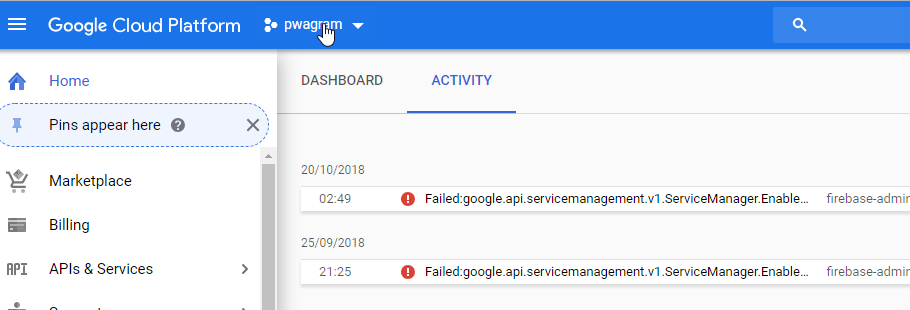 Google Cloud Platform
pwagram
Home
Pins appear here
Marketplace
Billing
API APIs & Services
DASHBOARD ACTIVITY
20/10/2018
02:49 Failed:google.api.servicemanagement.v1.ServiceManager.Enable... firebase-admin
25/09/2018
21:25 Failed:google.api.servicemanagement.v1.ServiceManager.Enable... firebase-admin